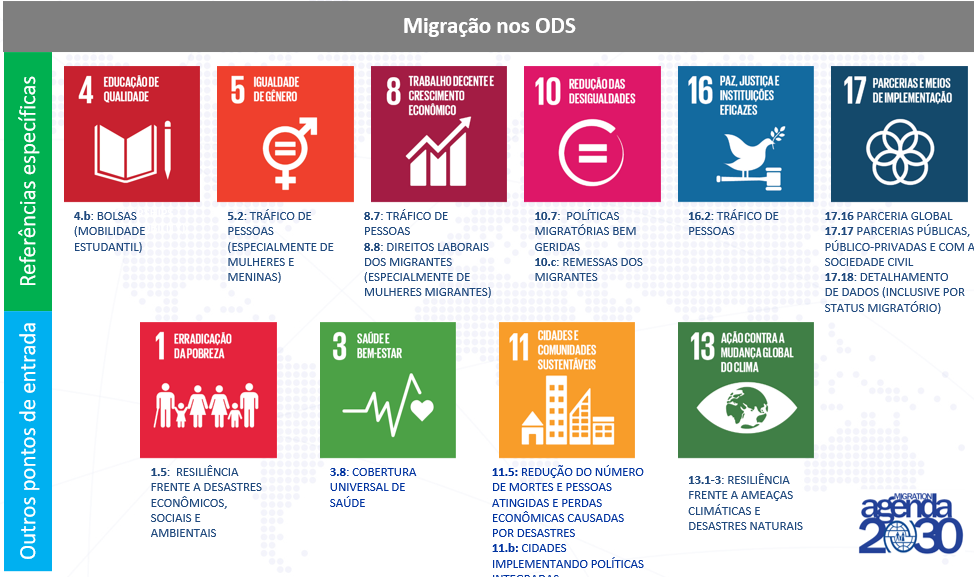 Migração nos ODS
Referências específicas
4 EDUCAÇÃO DE
QUALIDADE
4.b: BOLSAS
(MOBILIDADE
ESTUDANTIL)
5 IGUALDADE
DE GÊNERO
5.2: TRÁFICO DE
PESSOAS
(ESPECIALMENTE DE
MULHERES E
MENINAS)
8 TRABALHO DECENTE E
CRESCIMENTO
ECONÔMICO
8.7: TRÁFICO DE
PESSOAS
8.8: DIREITOS LABORAIS
DOS MIGRANTES
(ESPECIALMENTE DE
MULHERES MIGRANTES)
10 REDUÇÃO DAS
DESIGUALDADES
10.7: POLÍTICAS
MIGRATÓRIAS BEM
GERIDAS
10.c: REMESSAS DOS
MIGRANTES
16 PAZ, JUSTIÇA E
INSTITUIÇÕES
EFICAZES
16.2: TRÁFICO DE
PESSOAS
17 PARCERIAS E MEIOS
DE IMPLEMENTAÇÃO
17.16 PARCERIA GLOBAL
17.17 PARCERIAS PÚBLICAS,
PÚBLICO-PRIVADAS E COM A
SOCIEDADE CIVIL
17.18: DETALHAMENTO
DE DADOS (INCLUSIVE POR
STATUS MIGRATÓRIO)
Outros pontos de entrada
1 ERRADICAÇÃO
DA POBREZA
1.5: RESILIÊNCIA
FRENTE A DESASTRES
ECONÔMICOS,
SOCIAIS E
AMBIENTAIS
3 SAÚDE E
BEM-ESTAR
3.8: COBERTURA
UNIVERSAL DE
SAÚDE
11 CIDADES E
COMUNIDADES
SUSTENTÁVEIS
11.5: REDUÇÃO DO NÚMERO
DE MORTES E PESSOAS
ATINGIDAS E PERDAS
ECONÔMICAS CAUSADAS
POR DESASTRES
11.b: CIDADES
IMPLEMENTANDO POLÍTICAS
INTEGRADAS
13 AÇÃO CONTRA A
MUDANÇA GLOBAL
DO CLIMA
13.1-3: RESILIÊNCIA
FRENTE A AMEAÇAS
CLIMÁTICAS E
DESASTRES NATURAIS
MIGRATION
agenda
2030